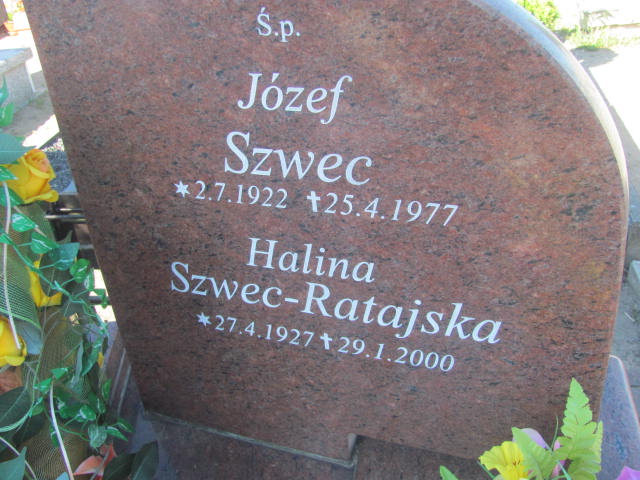 Ś.p.
Józef
Szwec
*2.7.1922 ✝25.4.1977
Halina
Szwec-Ratajska
*27.4.1927 ✝29.1.2000